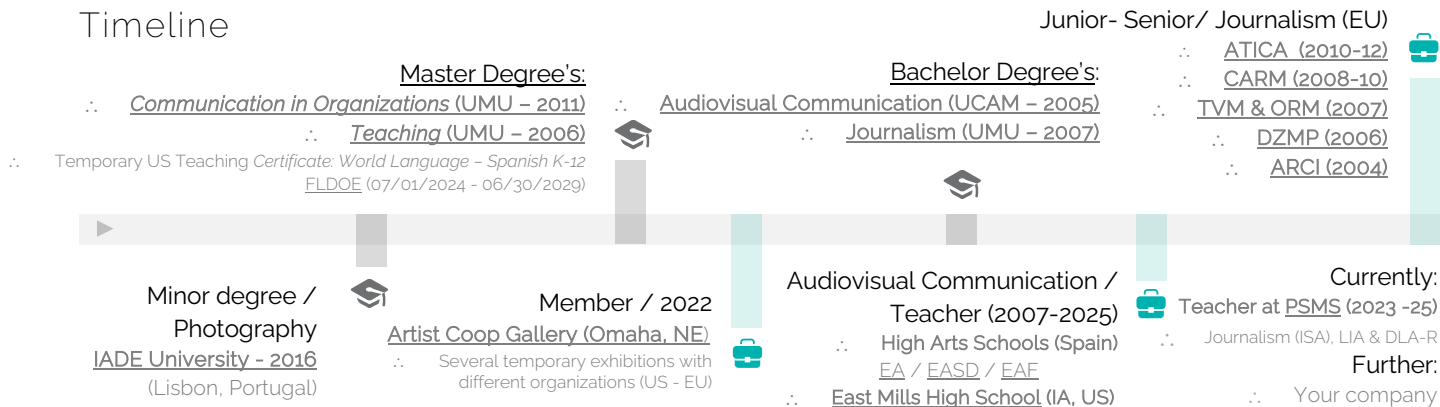 Timeline
Master Degree's:
∴ Communication in Organizations (UMU – 2011)
∴ Teaching (UMU – 2006)
∴ Temporary US Teaching Certificate: World Language – Spanish K-12
FLDOE (07/01/2024 - 06/30/2029)
Bachelor Degree's:
∴ Audiovisual Communication (UCAM – 2005)
∴ Journalism (UMU – 2007)
Junior- Senior/ Journalism (EU)
∴ ATICA (2010-12)
∴ CARM (2008-10)
∴ TVM & ORM (2007)
∴ DZMP (2006)
∴ ARCI (2004)
Minor degree /
Photography
IADE University - 2016
(Lisbon, Portugal)
Member / 2022
Artist Coop Gallery (Omaha, NE)
∴ Several temporary exhibitions with
different organizations (US - EU)
Audiovisual Communication /
Teacher (2007-2025)
∴ High Arts Schools (Spain)
EA / EASD / EAF
∴ East Mills High School (IA, US)
Currently:
Teacher at PSMS (2023 -25)
∴ Journalism (ISA), LIA & DLA-R
Further:
∴ Your company